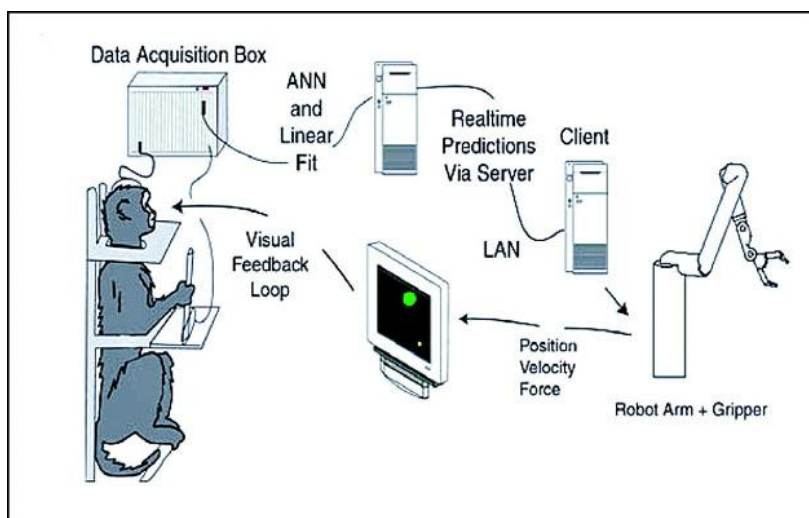 Data Acquisition Box
ANN
and
Linear
Fit
Realtime
Predictions
Via Server
Client
LAN
Visual
Feedback
Loop
Position
Velocity
Force
Robot Arm + Gripper